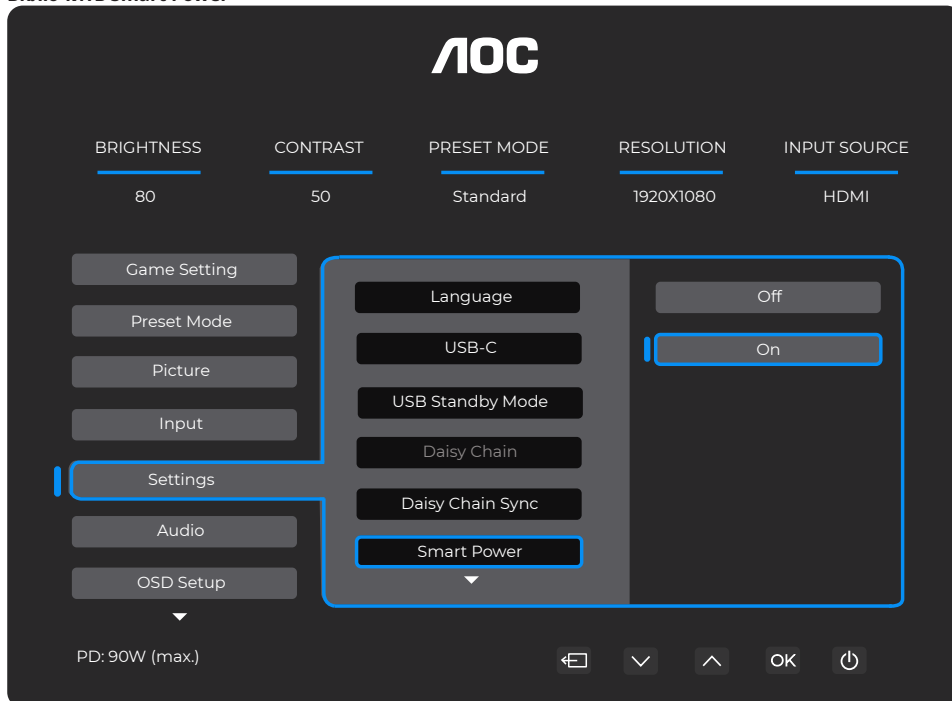 AOC
BRIGHTNESS CONTRAST PRESET MODE RESOLUTION INPUT SOURCE
80 50 Standard 1920X1080 HDMI
Game Setting
Preset Mode
Picture
Input
Settings
Audio
OSD Setup
Language
USB-C
USB Standby Mode
Daisy Chain
Daisy Chain Sync
Smart Power
Off
On
PD: 90W (max.)
OK